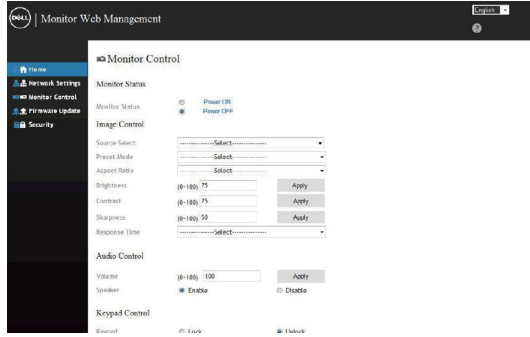 DELL
Monitor Web Management
English
?
Home
Network Settings
Monitor Control
Firmware Update
Security
Monitor Control
Monitor Status
Monitor Status
Power ON
Power OFF
Image Control
Source Select
---------------Select---------------
Preset Mode
---------------Select---------------
Aspect Ratio
---------------Select---------------
Brightness (0~100) 75 Apply
Contrast (0~100) 75 Apply
Sharpness (0~100) 50 Apply
Response Time
---------------Select---------------
Audio Control
Volume (0~100) 100 Apply
Speaker Enable Disable
Keypad Control
Keypad Lock Unlock